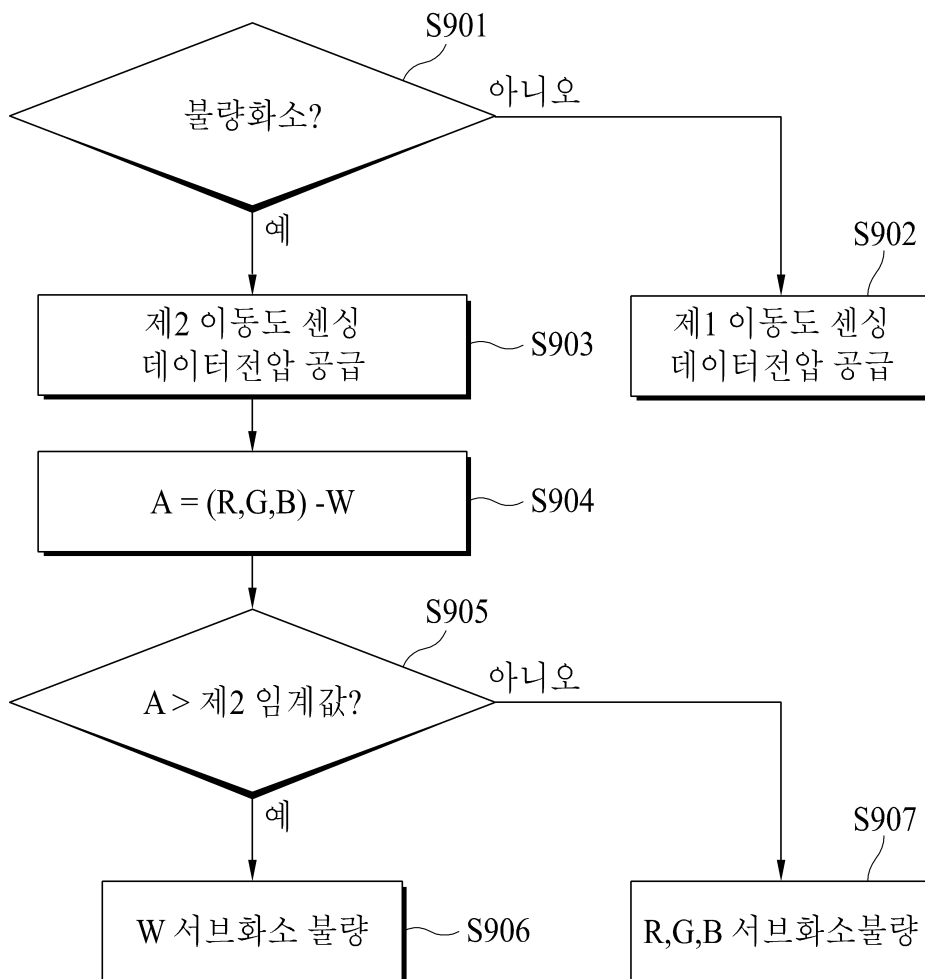 S901
불량화소?
아니오
예
S902
제2 이동도 센싱
데이터전압 공급
S903
제1 이동도 센싱
데이터전압 공급
A = (R,G,B) -W
S904
S905
A > 제2 임계값?
아니오
예
S907
W 서브화소 불량
S906
R,G,B 서브화소불량